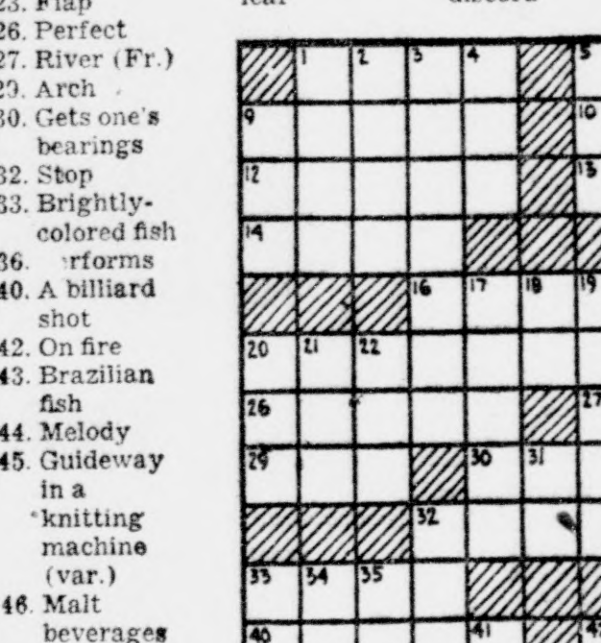 23. Flap
26. Perfect
27. River (Fr.)
29. Arch
30. Gets one's
bearings
32. Stop
33. Brightly-
colored fish
36. rforms
40. A billiard
shot
42. On fire
43. Brazilian
fish
44. Melody
45. Guideway
in a
knitting
machine
(var.)
46. Malt
beverages
1 2 3 4 5
9 10
12 13
14
16 17 18 19
20 21 22
26 27
29 30 31
32
33 34 35
40 41